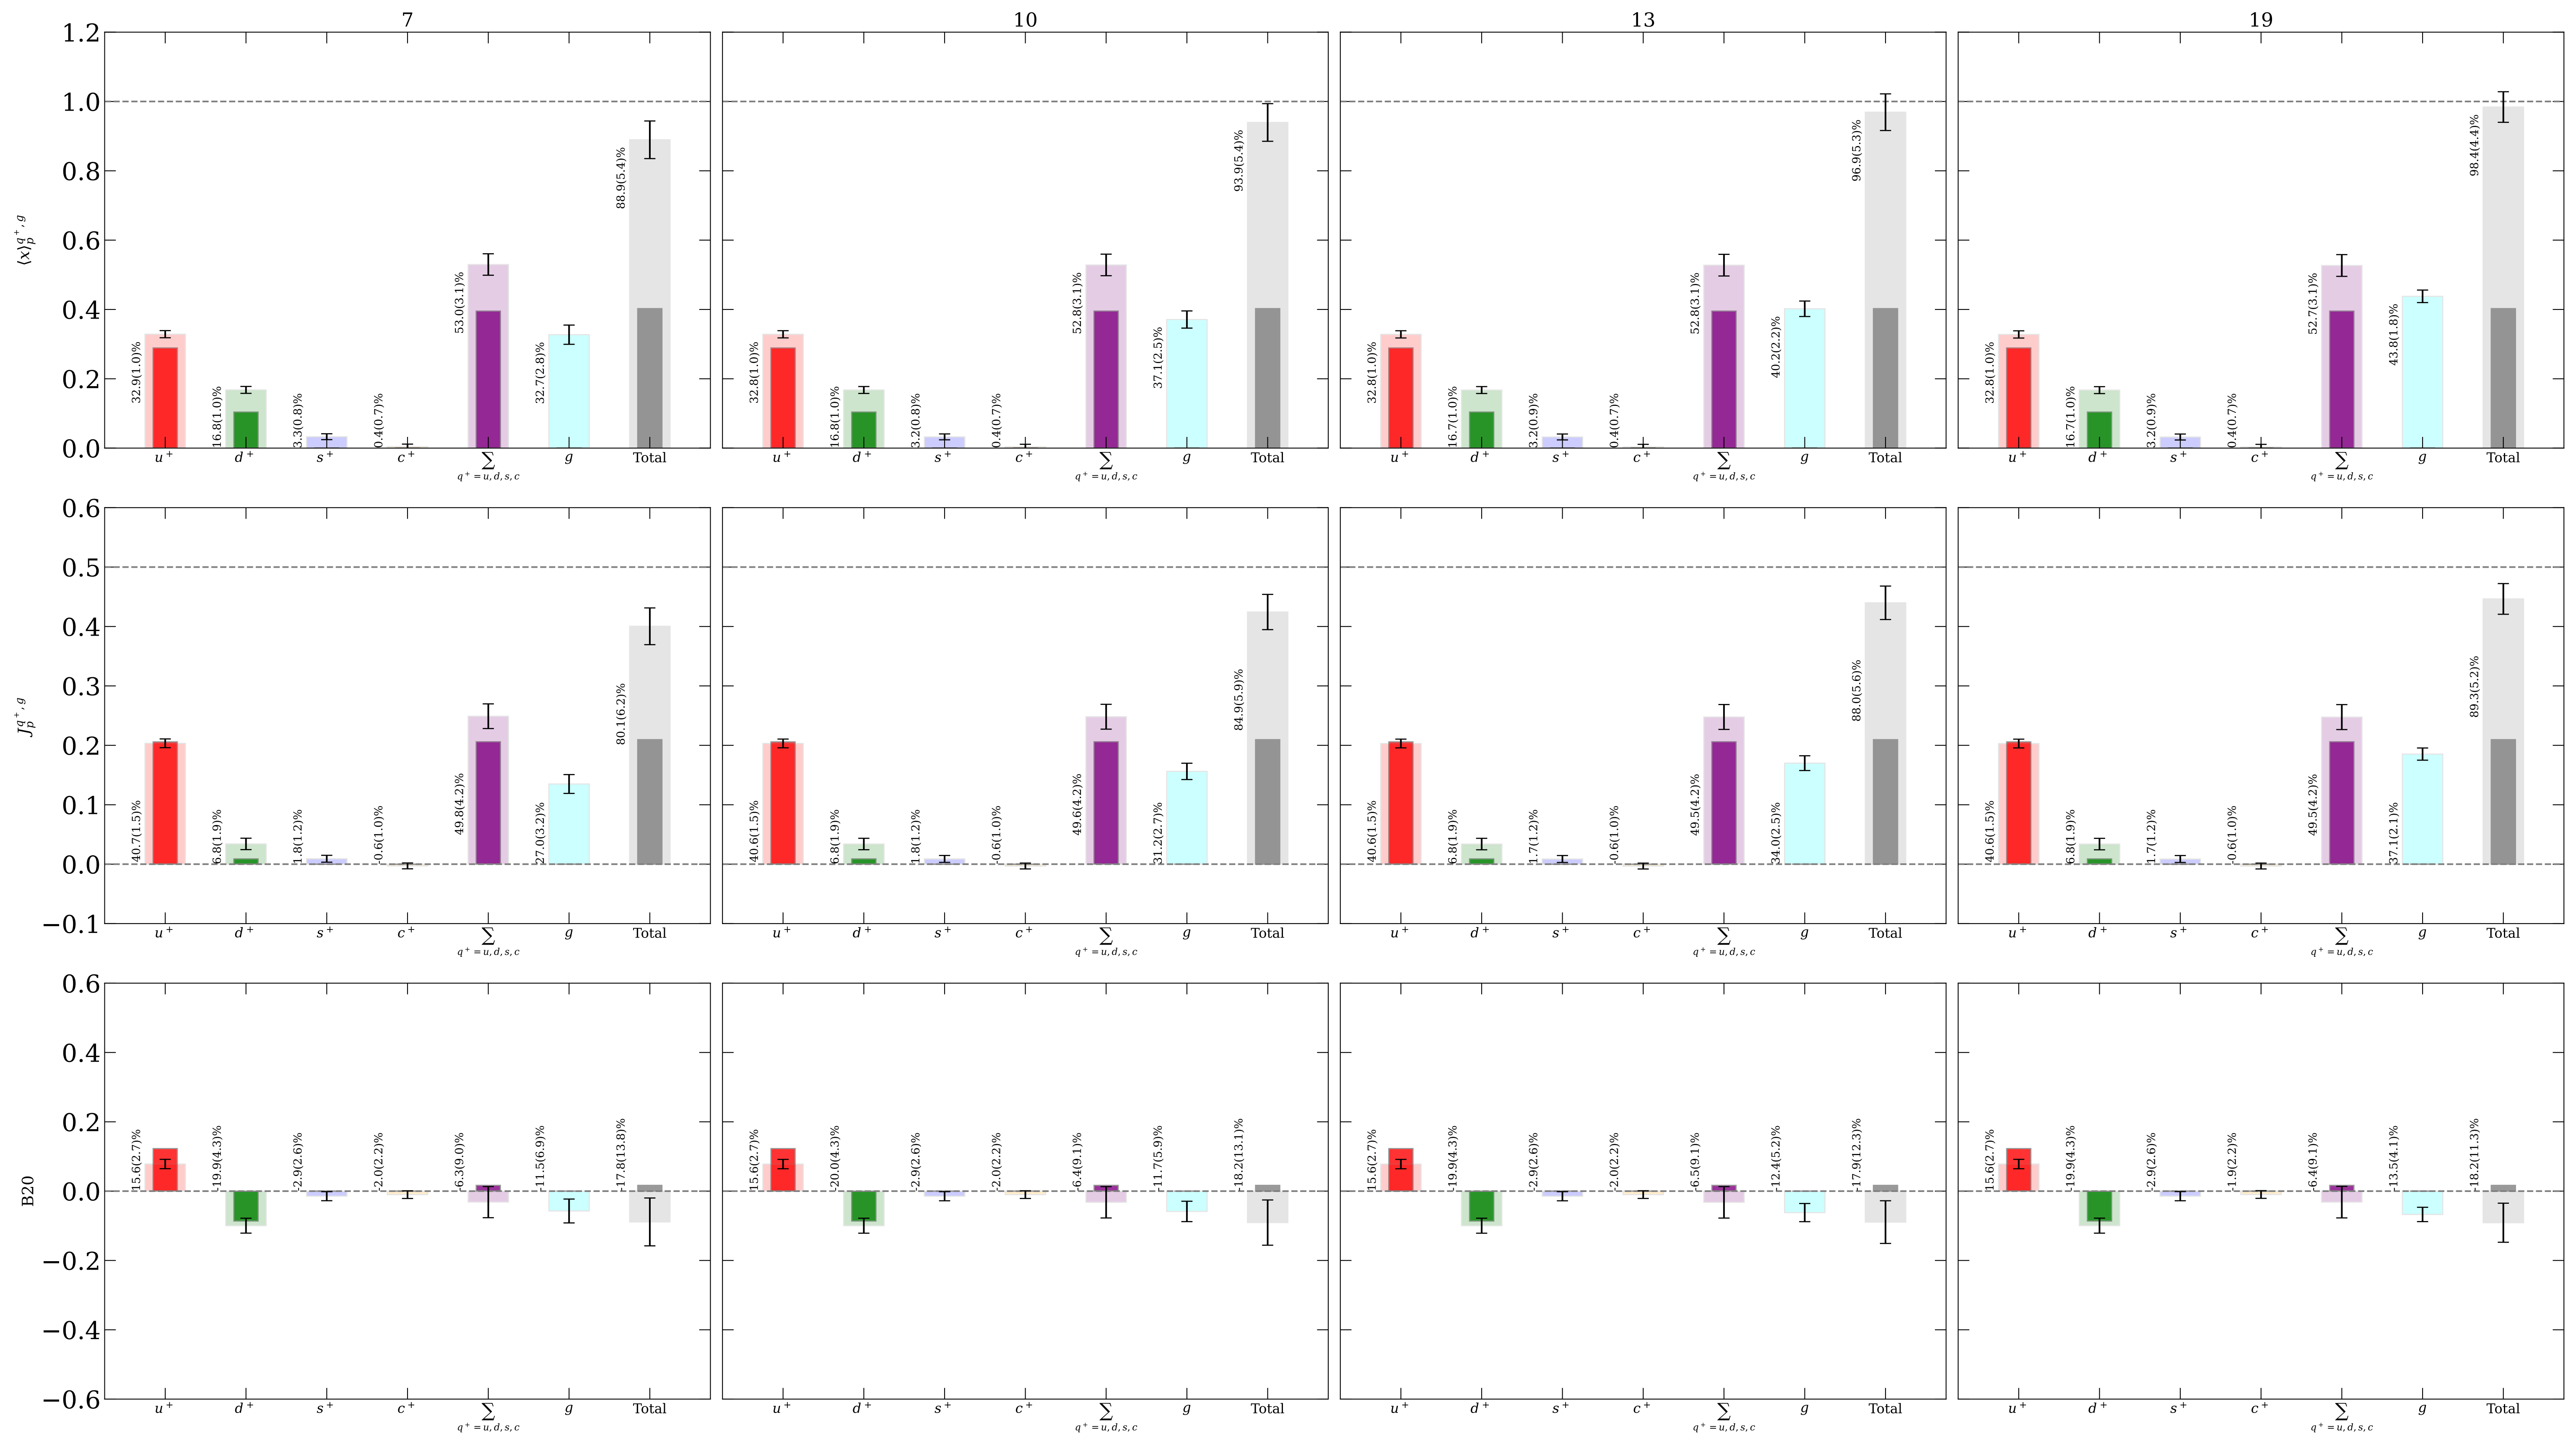 7 10 13 19
⟨x⟩ₚ^{q⁺, g}
1.2
1.0
0.8
0.6
0.4
0.2
0.0
32.9(1.0)% 16.8(1.0)% 3.3(0.8)% 0.4(0.7)% 53.0(3.1)% 32.7(2.8)% 88.9(5.4)%
u⁺ d⁺ s⁺ c⁺ ∑ g Total
q⁺ = u, d, s, c
32.8(1.0)% 16.8(1.0)% 3.2(0.8)% 0.4(0.7)% 52.8(3.1)% 37.1(2.5)% 93.9(5.4)%
u⁺ d⁺ s⁺ c⁺ ∑ g Total
q⁺ = u, d, s, c
32.8(1.0)% 16.7(1.0)% 3.2(0.9)% 0.4(0.7)% 52.8(3.1)% 40.2(2.2)% 96.9(5.3)%
u⁺ d⁺ s⁺ c⁺ ∑ g Total
q⁺ = u, d, s, c
32.8(1.0)% 16.7(1.0)% 3.2(0.9)% 0.4(0.7)% 52.7(3.1)% 43.8(1.8)% 98.4(4.4)%
u⁺ d⁺ s⁺ c⁺ ∑ g Total
q⁺ = u, d, s, c
Jₚ^{q⁺, g}
0.6
0.5
0.4
0.3
0.2
0.1
0.0
−0.1
40.7(1.5)% 6.8(1.9)% 1.8(1.2)% -0.6(1.0)% 49.8(4.2)% 27.0(3.2)% 80.1(6.2)%
u⁺ d⁺ s⁺ c⁺ ∑ g Total
q⁺ = u, d, s, c
40.6(1.5)% 6.8(1.9)% 1.8(1.2)% -0.6(1.0)% 49.6(4.2)% 31.2(2.7)% 84.9(5.9)%
u⁺ d⁺ s⁺ c⁺ ∑ g Total
q⁺ = u, d, s, c
40.6(1.5)% 6.8(1.9)% 1.7(1.2)% -0.6(1.0)% 49.5(4.2)% 34.0(2.5)% 88.0(5.6)%
u⁺ d⁺ s⁺ c⁺ ∑ g Total
q⁺ = u, d, s, c
40.6(1.5)% 6.8(1.9)% 1.7(1.2)% -0.6(1.0)% 49.5(4.2)% 37.1(2.1)% 89.3(5.2)%
u⁺ d⁺ s⁺ c⁺ ∑ g Total
q⁺ = u, d, s, c
B20
0.6
0.4
0.2
0.0
−0.2
−0.4
−0.6
15.6(2.7)% -19.9(4.3)% -2.9(2.6)% -2.0(2.2)% -6.3(9.0)% -11.5(6.9)% -17.8(13.8)%
u⁺ d⁺ s⁺ c⁺ ∑ g Total
q⁺ = u, d, s, c
15.6(2.7)% -20.0(4.3)% -2.9(2.6)% -2.0(2.2)% -6.4(9.1)% -11.7(5.9)% -18.2(13.1)%
u⁺ d⁺ s⁺ c⁺ ∑ g Total
q⁺ = u, d, s, c
15.6(2.7)% -19.9(4.3)% -2.9(2.6)% -2.0(2.2)% -6.5(9.1)% -12.4(5.2)% -17.9(12.3)%
u⁺ d⁺ s⁺ c⁺ ∑ g Total
q⁺ = u, d, s, c
15.6(2.7)% -19.9(4.3)% -2.9(2.6)% -1.9(2.2)% -6.4(9.1)% -13.5(4.1)% -18.2(11.3)%
u⁺ d⁺ s⁺ c⁺ ∑ g Total
q⁺ = u, d, s, c